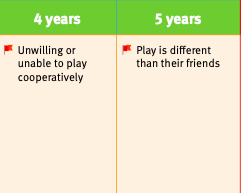 4 years
Unwilling or
unable to play
cooperatively
5 years
Play is different
than their friends